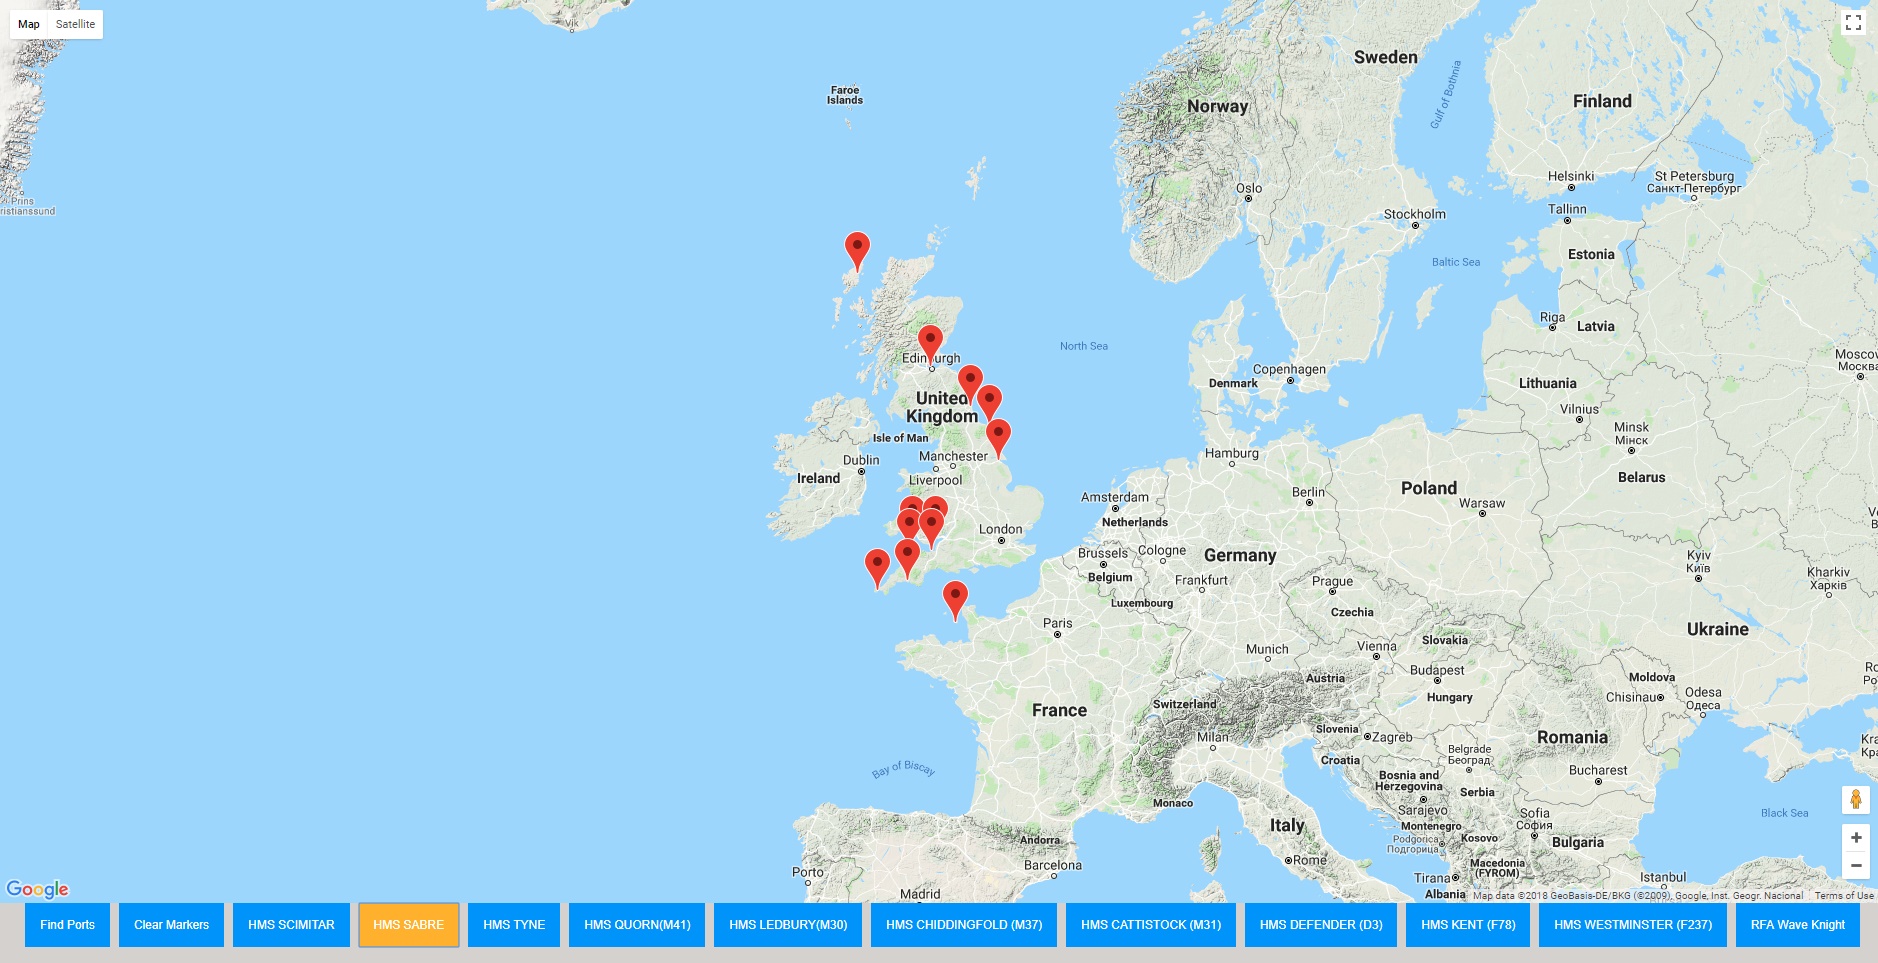 Map
Satellite
Vik
Faroe
Islands
Sweden
Norway
Finland
Gulf of Bothnia
Helsinki
St Petersburg
Санкт-Петербург
Oslo
Tallinn
Stockholm
Prins
ristianssund
Estonia
Baltic Sea
Riga
Latvia
North Sea
Edinburgh
Moscow
Москва
Copenhagen
Denmark
Lithuania
United
Kingdom
Vilnius
Isle of Man
Minsk
Мінск
Manchester
Dublin
Hamburg
Ireland
Liverpool
Belarus
Amsterdam
Berlin
Poland
Warsaw
Netherlands
London
Brussels
Cologne
Germany
Kyiv
Київ
Belgium
Frankfurt
Prague
Kharkiv
Харків
Luxembourg
Czechia
Paris
Ukraine
Slovakia
Munich
Vienna
Budapest
Austria
Moldova
Hungary
Chisinau
Odesa
Одеса
France
Switzerland
Slovenia
Milan
Zagreb
Romania
Croatia
Belgrade
Београд
Bay of Biscay
Bosnia and
Herzegovina
Bucharest
Serbia
Monaco
Sarajevo
Black Sea
Sofia
София
Italy
Montenegro
Kosovo
Andorra
Podgorica
Подгорица
Bulgaria
Rome
Macedonia
(FYROM)
Barcelona
Porto
Tirana
Istanbul
Madrid
Albania
Google
Map data ©2018 GeoBasis-DE/BKG (©2009), Google, Inst. Geogr. Nacional
Terms of Use
Find Ports
Clear Markers
HMS SCIMITAR
HMS SABRE
HMS TYNE
HMS QUORN(M41)
HMS LEDBURY(M30)
HMS CHIDDINGFOLD (M37)
HMS CATTISTOCK (M31)
HMS DEFENDER (D3)
HMS KENT (F78)
HMS WESTMINSTER (F237)
RFA Wave Knight